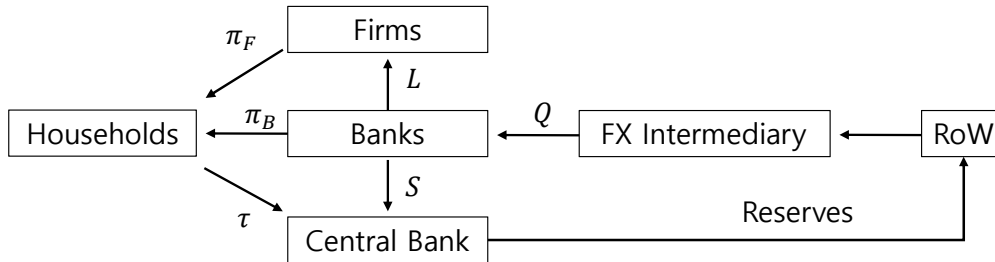 Firms
π_F
L
Households
π_B
Banks
Q
FX Intermediary
RoW
S
τ
Reserves
Central Bank